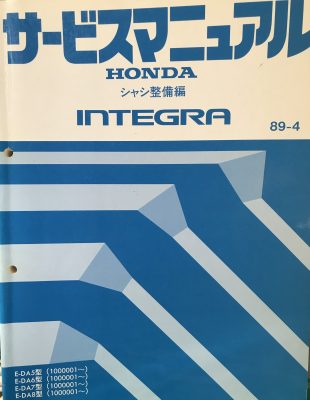 サービスマニュアル
HONDA
シャシ整備編
INTEGRA
89-4
E-DA5型 (1000001〜)
E-DA6型 (1000001〜)
E-DA7型 (1000001〜)
E-DA8型 (1000001〜)